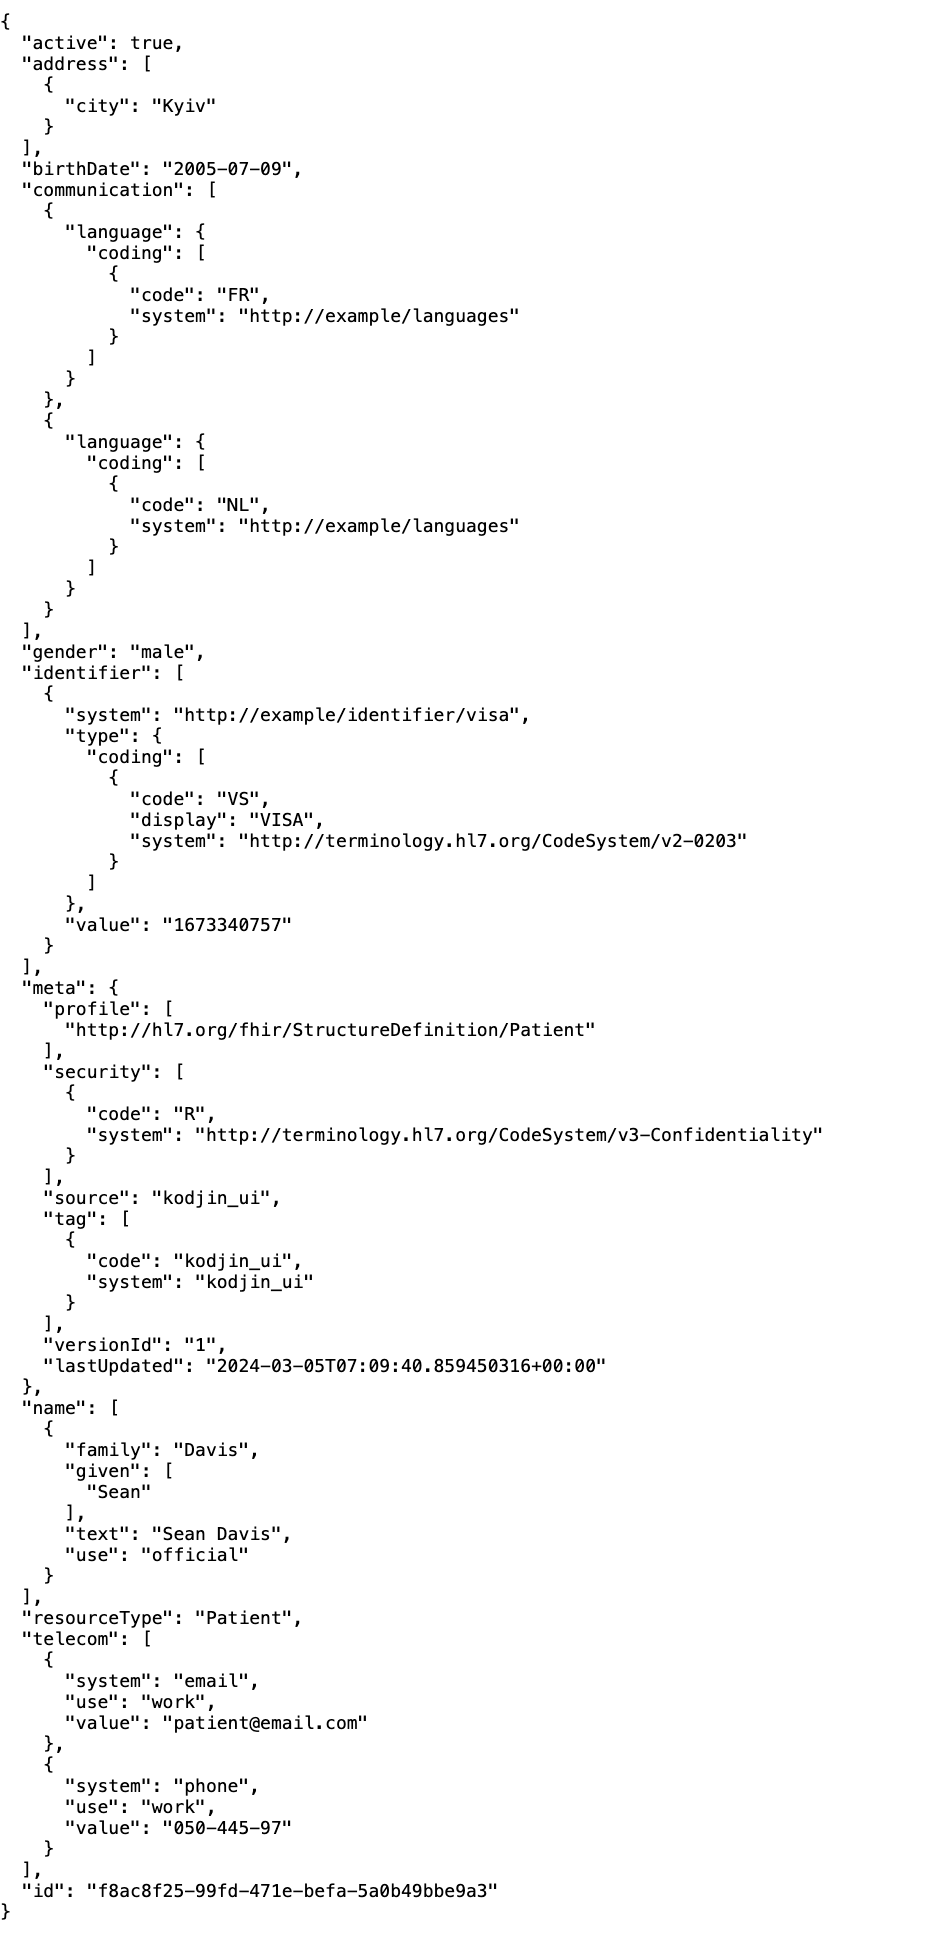 {
  "active": true,
  "address": [
    {
      "city": "Kyiv"
    }
  ],
  "birthDate": "2005-07-09",
  "communication": [
    {
      "language": {
        "coding": [
          {
            "code": "FR",
            "system": "http://example/languages"
          }
        ]
      }
    },
    {
      "language": {
        "coding": [
          {
            "code": "NL",
            "system": "http://example/languages"
          }
        ]
      }
    }
  ],
  "gender": "male",
  "identifier": [
    {
      "system": "http://example/identifier/visa",
      "type": {
        "coding": [
          {
            "code": "VS",
            "display": "VISA",
            "system": "http://terminology.hl7.org/CodeSystem/v2-0203"
          }
        ]
      },
      "value": "1673340757"
    }
  ],
  "meta": {
    "profile": [
      "http://hl7.org/fhir/StructureDefinition/Patient"
    ],
    "security": [
      {
        "code": "R",
        "system": "http://terminology.hl7.org/CodeSystem/v3-Confidentiality"
      }
    ],
    "source": "kodjin_ui",
    "tag": [
      {
        "code": "kodjin_ui",
        "system": "kodjin_ui"
      }
    ],
    "versionId": "1",
    "lastUpdated": "2024-03-05T07:09:40.859450316+00:00"
  },
  "name": [
    {
      "family": "Davis",
      "given": [
        "Sean"
      ],
      "text": "Sean Davis",
      "use": "official"
    }
  ],
  "resourceType": "Patient",
  "telecom": [
    {
      "system": "email",
      "use": "work",
      "value": "patient@email.com"
    },
    {
      "system": "phone",
      "use": "work",
      "value": "050-445-97"
    }
  ],
  "id": "f8ac8f25-99fd-471e-befa-5a0b49bbe9a3"
}